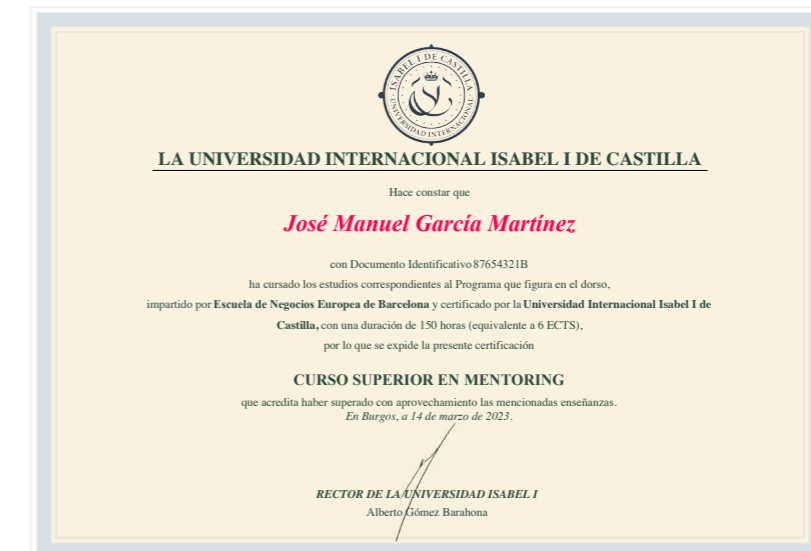 ISABEL I DE CASTILLA
UNIVERSIDAD INTERNACIONAL
LA UNIVERSIDAD INTERNACIONAL ISABEL I DE CASTILLA
Hace constar que
José Manuel García Martínez
con Documento Identificativo 87654321B
ha cursado los estudios correspondientes al Programa que figura en el dorso,
impartido por Escuela de Negocios Europea de Barcelona y certificado por la Universidad Internacional Isabel I de
Castilla, con una duración de 150 horas (equivalente a 6 ECTS),
por lo que se expide la presente certificación
CURSO SUPERIOR EN MENTORING
que acredita haber superado con aprovechamiento las mencionadas enseñanzas.
En Burgos, a 14 de marzo de 2023.
RECTOR DE LA UNIVERSIDAD ISABEL I
Alberto Gómez Barahona